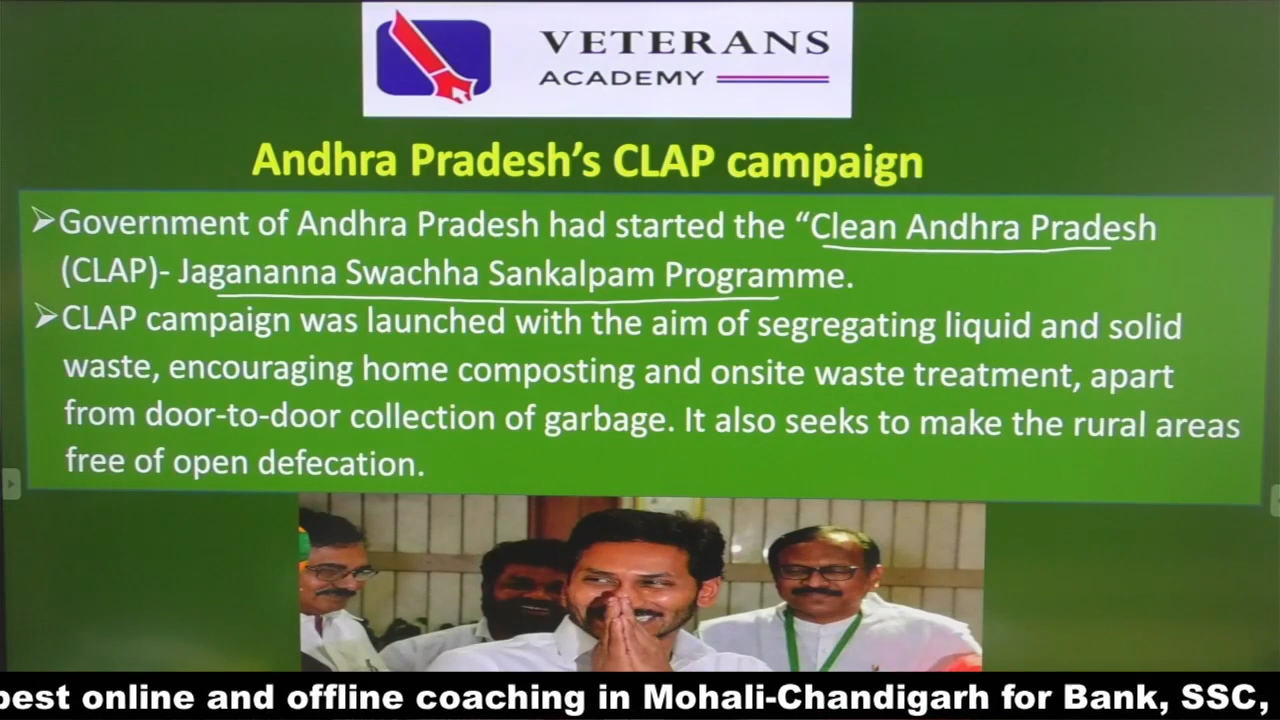 VETERANS
ACADEMY
Andhra Pradesh’s CLAP campaign
➢Government of Andhra Pradesh had started the “Clean Andhra Pradesh
(CLAP)- Jagananna Swachha Sankalpam Programme.
➢CLAP campaign was launched with the aim of segregating liquid and solid
waste, encouraging home composting and onsite waste treatment, apart
from door-to-door collection of garbage. It also seeks to make the rural areas
free of open defecation.
best online and offline coaching in Mohali-Chandigarh for Bank, SSC,